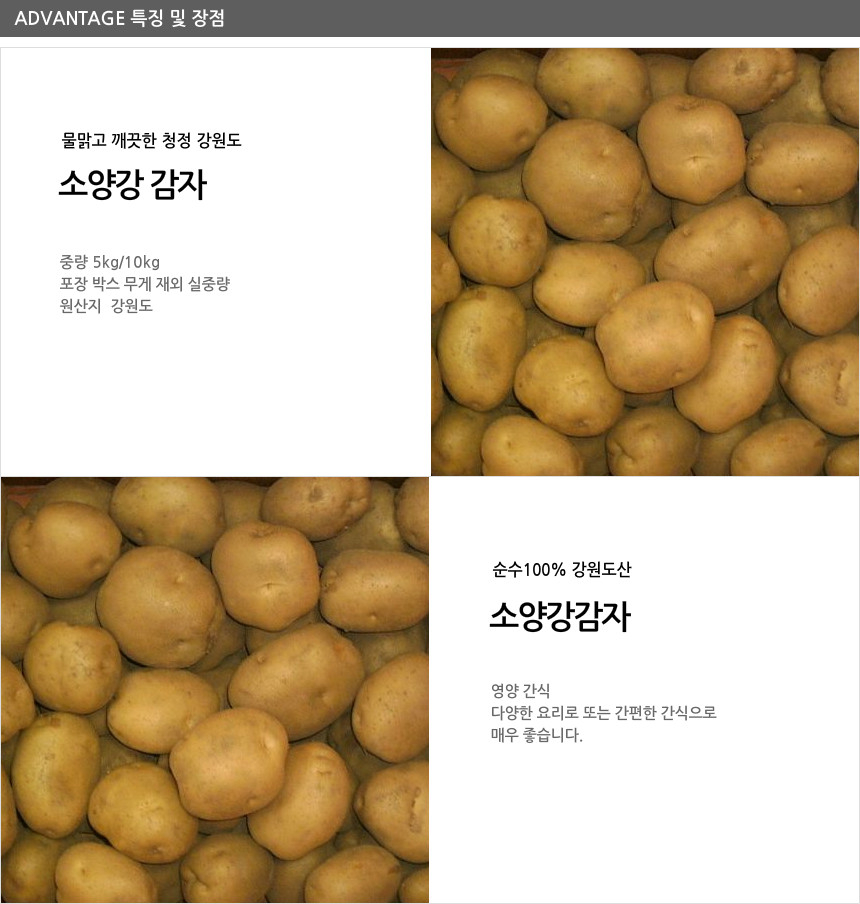 ADVANTAGE 특징 및 장점
물맑고 깨끗한 청정 강원도
소양강 감자
중량 5kg/10kg
포장 박스 무게 재외 실중량
원산지 강원도
순수100% 강원도산
소양강감자
영양 간식
다양한 요리로 또는 간편한 간식으로
매우 좋습니다.